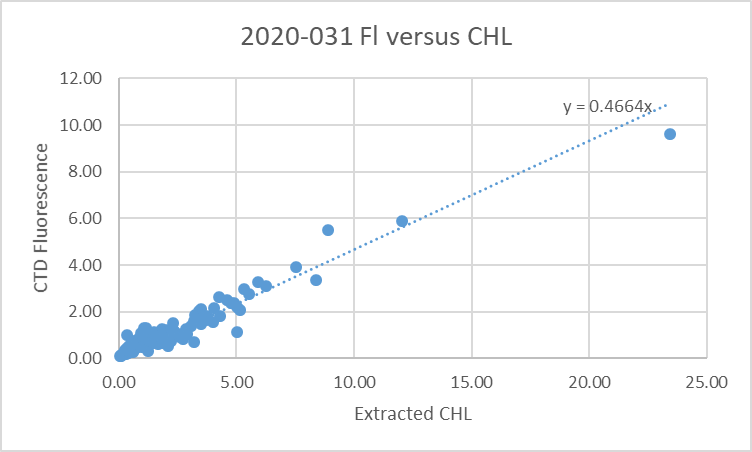 2020-031 Fl versus CHL
12.00
y = 0.4664x
10.00
8.00
6.00
4.00
2.00
0.00
0.00 5.00 10.00 15.00 20.00 25.00
CTD Fluorescence
Extracted CHL